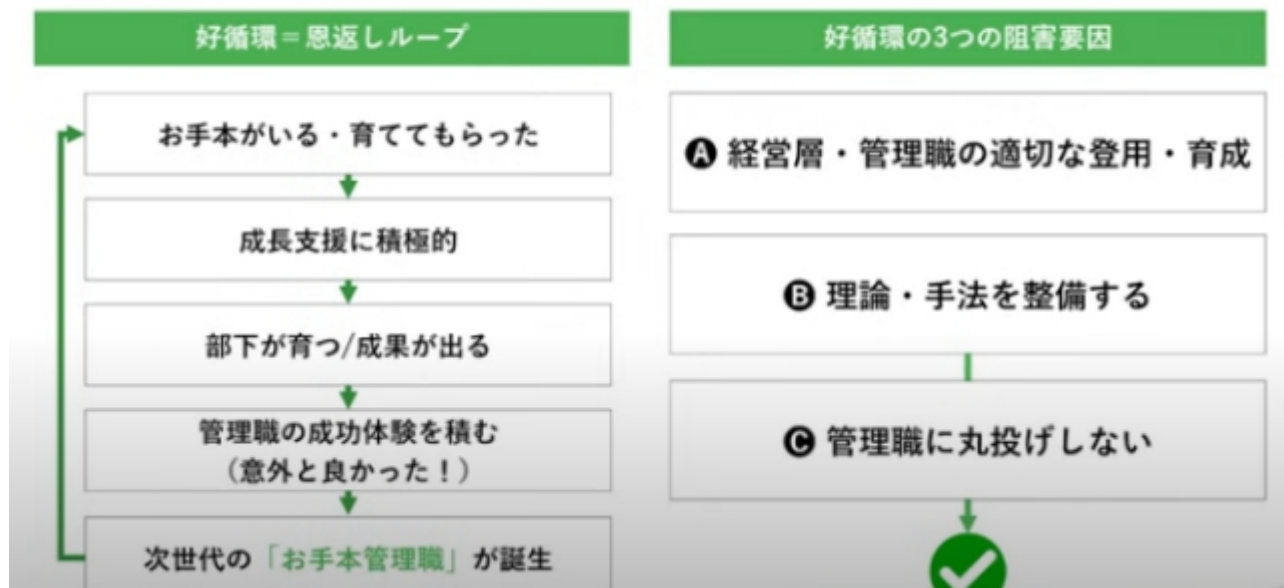 好循環＝恩返しループ
お手本がいる・育ててもらった
成長支援に積極的
部下が育つ/成果が出る
管理職の成功体験を積む
（意外と良かった！）
次世代の「お手本管理職」が誕生
好循環の3つの阻害要因
A 経営層・管理職の適切な登用・育成
B 理論・手法を整備する
C 管理職に丸投げしない